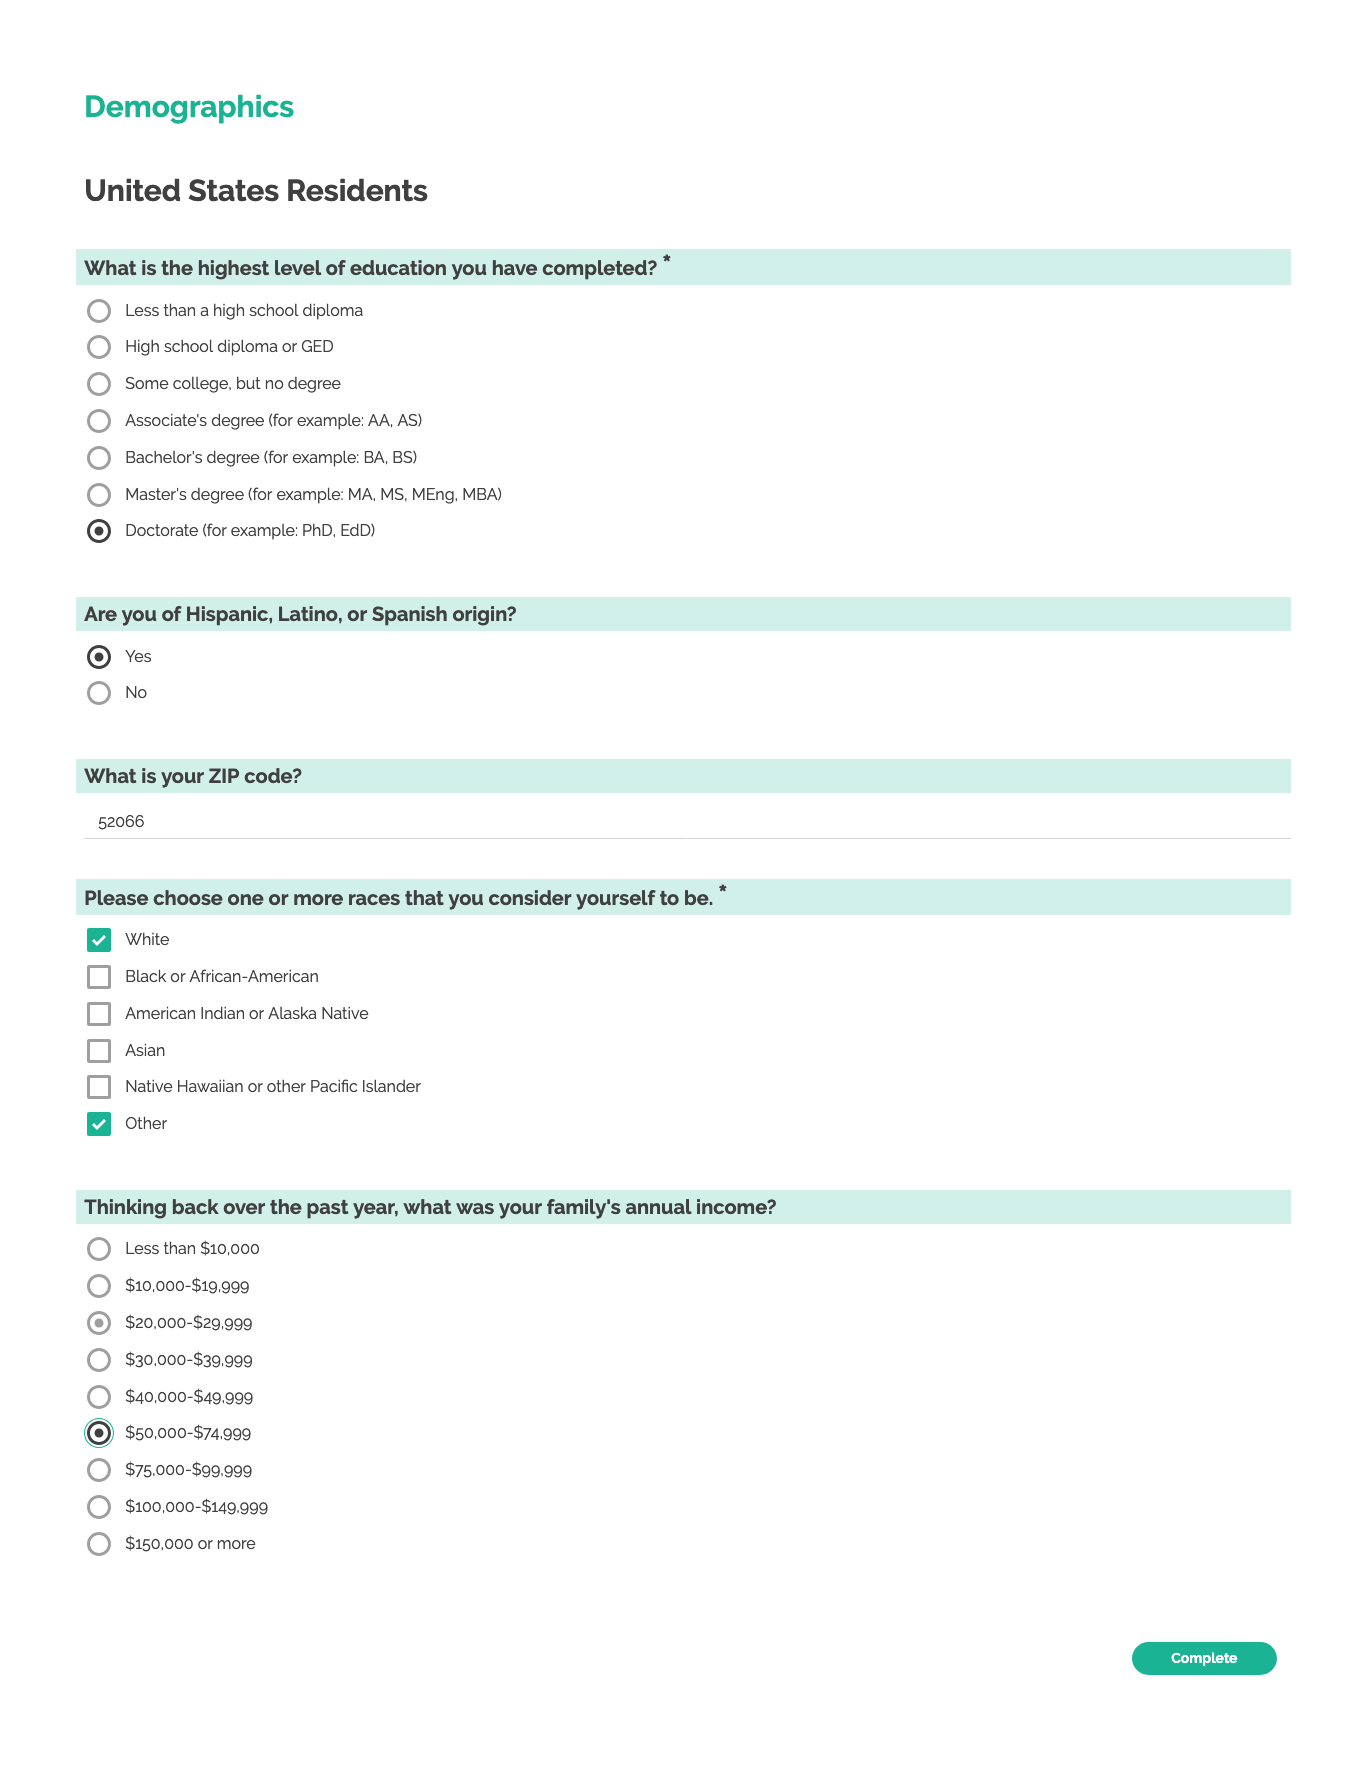 Demographics
United States Residents
What is the highest level of education you have completed? *
Less than a high school diploma
High school diploma or GED
Some college, but no degree
Associate's degree (for example: AA, AS)
Bachelor's degree (for example: BA, BS)
Master's degree (for example: MA, MS, MEng, MBA)
Doctorate (for example: PhD, EdD)
Are you of Hispanic, Latino, or Spanish origin?
Yes
No
What is your ZIP code?
52066
Please choose one or more races that you consider yourself to be. *
White
Black or African-American
American Indian or Alaska Native
Asian
Native Hawaiian or other Pacific Islander
Other
Thinking back over the past year, what was your family's annual income?
Less than $10,000
$10,000-$19,999
$20,000-$29,999
$30,000-$39,999
$40,000-$49,999
$50,000-$74,999
$75,000-$99,999
$100,000-$149,999
$150,000 or more
Complete